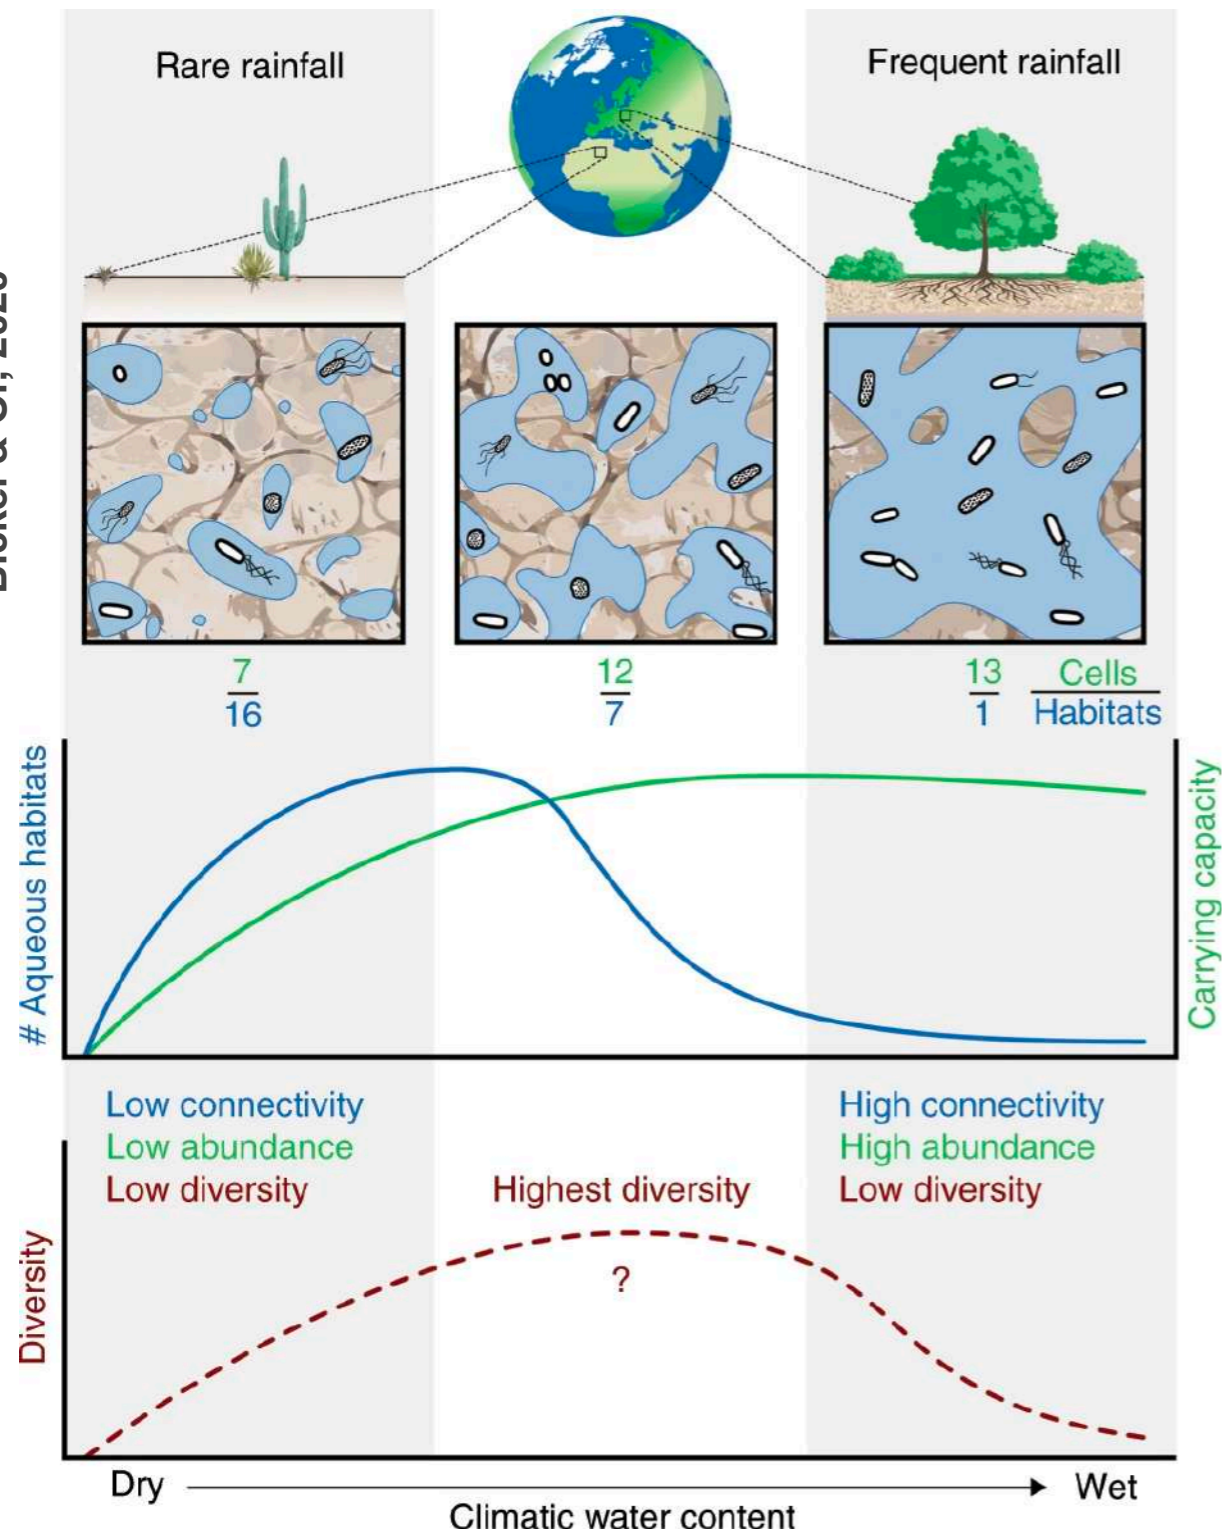 Rare rainfall
Frequent rainfall
7
16
12
7
13
1
Cells
Habitats
# Aqueous habitats
Carrying capacity
Low connectivity
Low abundance
Low diversity
Highest diversity
?
High connectivity
High abundance
Low diversity
Diversity
Dry
Wet
Climatic water content